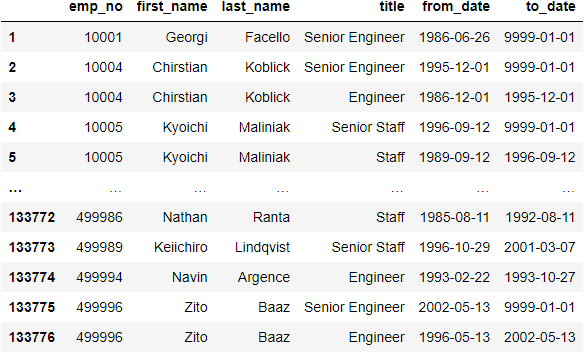 emp_no first_name last_name title from_date to_date
1 10001 Georgi Facello Senior Engineer 1986-06-26 9999-01-01
2 10004 Chirstian Koblick Senior Engineer 1995-12-01 9999-01-01
3 10004 Chirstian Koblick Engineer 1986-12-01 1995-12-01
4 10005 Kyoichi Maliniak Senior Staff 1996-09-12 9999-01-01
5 10005 Kyoichi Maliniak Staff 1989-09-12 1996-09-12
... ... ... ... ... ... ...
133772 499986 Nathan Ranta Staff 1985-08-11 1992-08-11
133773 499989 Keiichiro Lindqvist Senior Staff 1996-10-29 2001-03-07
133774 499994 Navin Argence Engineer 1993-02-22 1993-10-27
133775 499996 Zito Baaz Senior Engineer 2002-05-13 9999-01-01
133776 499996 Zito Baaz Engineer 1996-05-13 2002-05-13